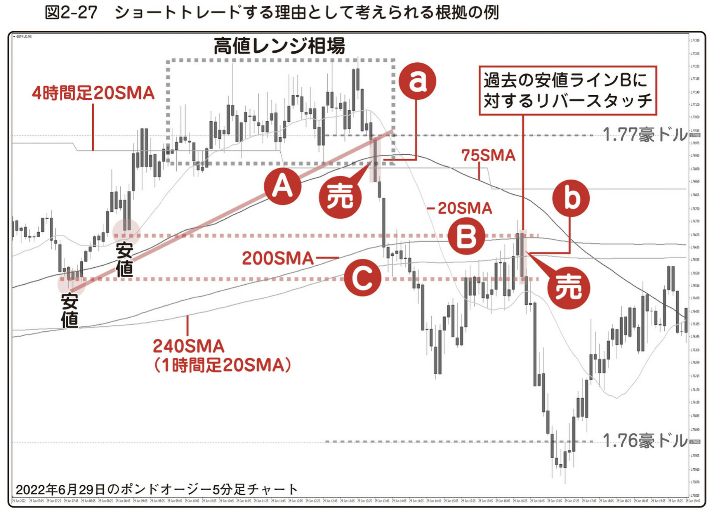 図2-27 ショートトレードする理由として考えられる根拠の例
高値レンジ相場
4時間足20SMA
a
過去の安値ラインBに
対するリバースタッチ
1.77豪ドル
75SMA
A
売
b
20SMA
B
安値
200SMA
C
売
安値
240SMA
(1時間足20SMA)
1.76豪ドル
2022年6月29日のポンドオージー5分足チャート